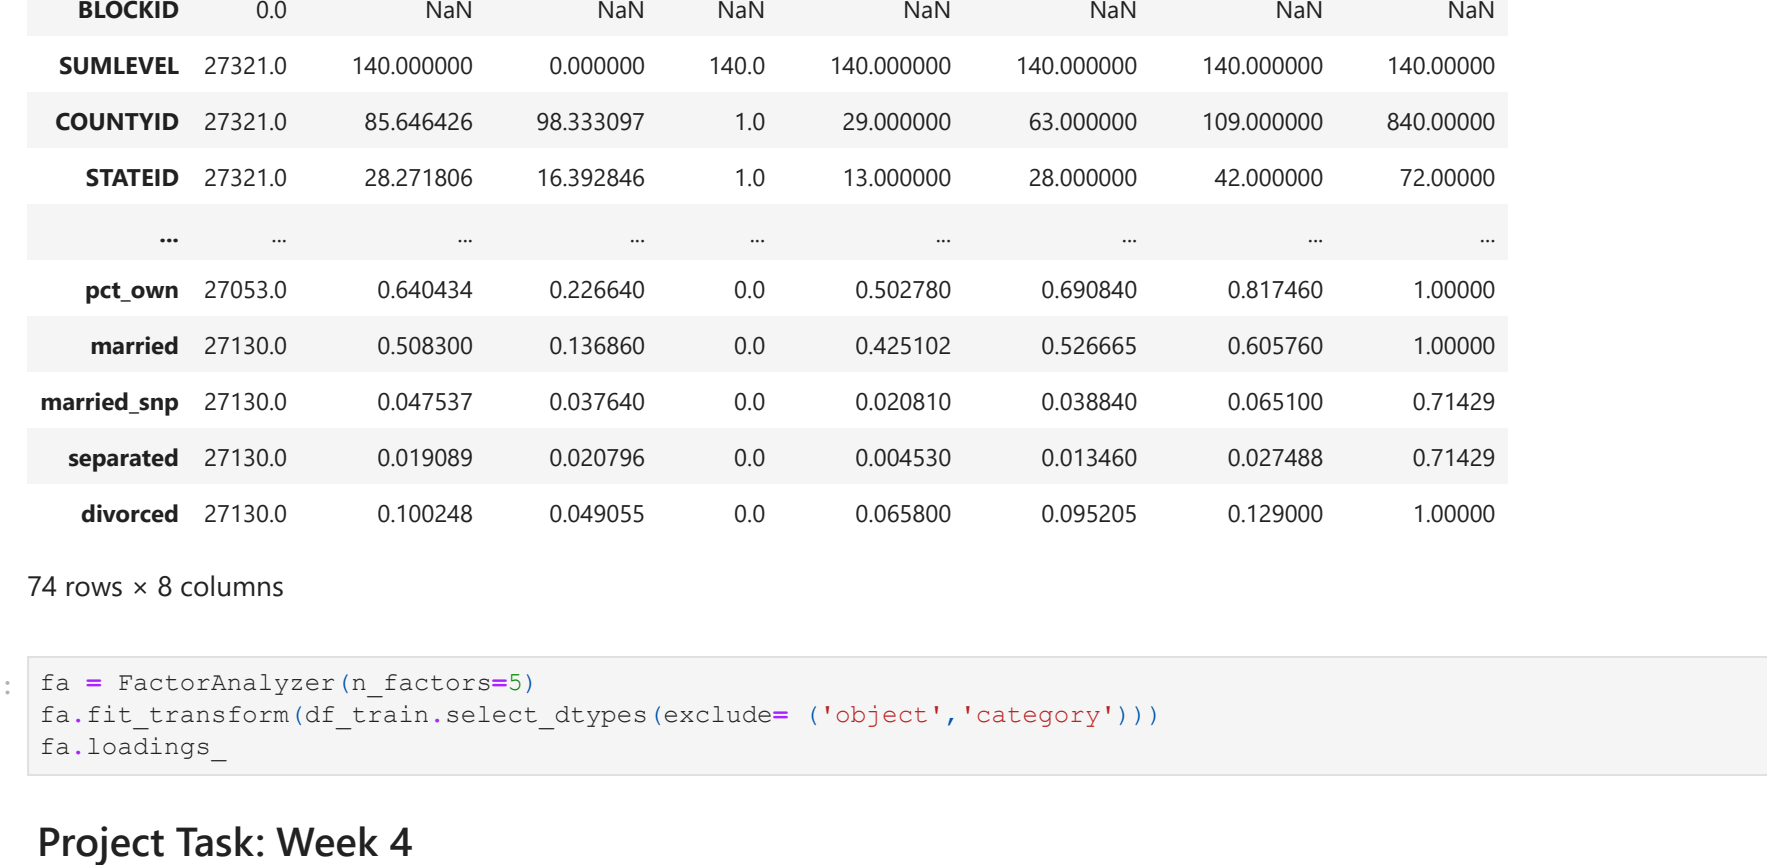 BLOCKID 0.0 NaN NaN NaN NaN NaN NaN NaN
SUMLEVEL 27321.0 140.000000 0.000000 140.0 140.000000 140.000000 140.000000 140.00000
COUNTYID 27321.0 85.646426 98.333097 1.0 29.000000 63.000000 109.000000 840.00000
STATEID 27321.0 28.271806 16.392846 1.0 13.000000 28.000000 42.000000 72.00000
... ... ... ... ... ... ... ... ...
pct_own 27053.0 0.640434 0.226640 0.0 0.502780 0.690840 0.817460 1.00000
married 27130.0 0.508300 0.136860 0.0 0.425102 0.526665 0.605760 1.00000
married_snp 27130.0 0.047537 0.037640 0.0 0.020810 0.038840 0.065100 0.71429
separated 27130.0 0.019089 0.020796 0.0 0.004530 0.013460 0.027488 0.71429
divorced 27130.0 0.100248 0.049055 0.0 0.065800 0.095205 0.129000 1.00000
74 rows × 8 columns
: fa = FactorAnalyzer(n_factors=5)
fa.fit_transform(df_train.select_dtypes(exclude= ('object','category')))
fa.loadings_
Project Task: Week 4